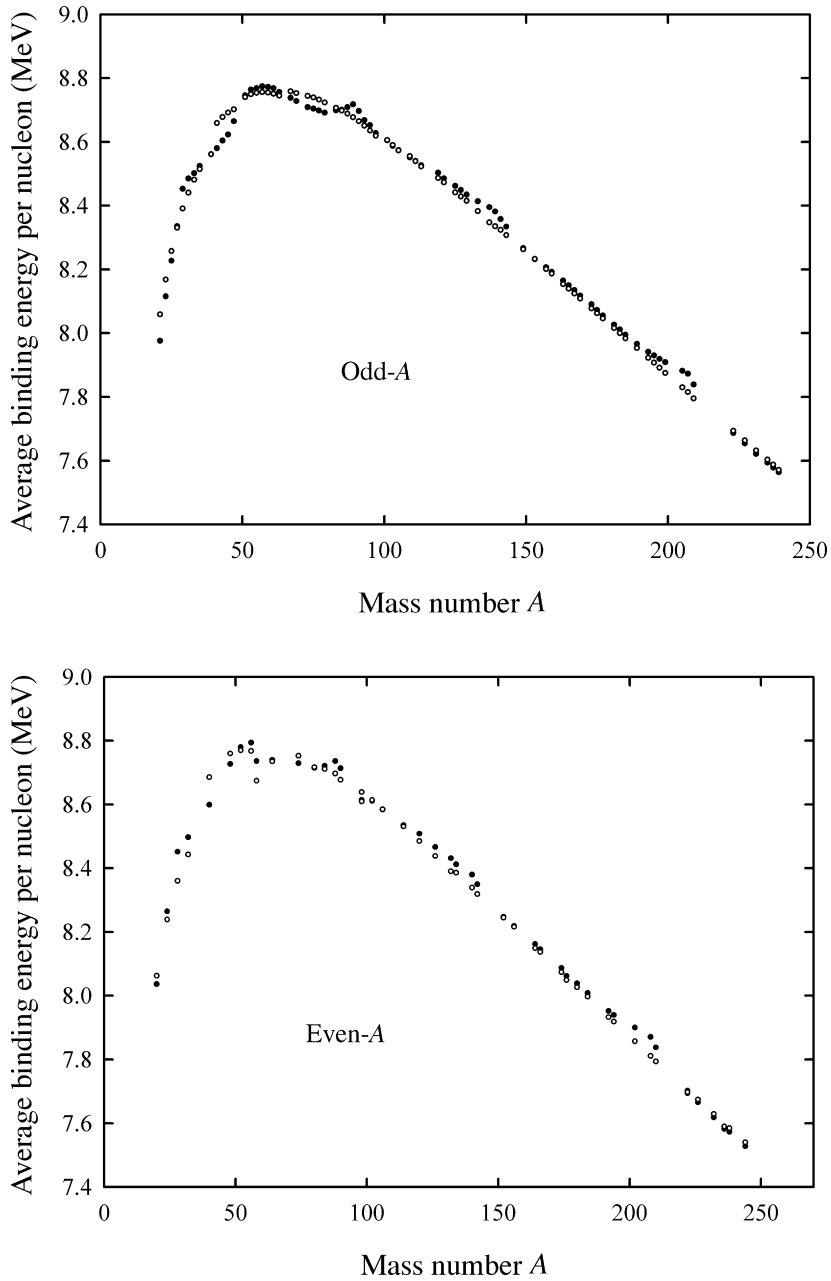 Average binding energy per nucleon (MeV)
9.0
8.8
8.6
8.4
8.2
8.0
7.8
7.6
7.4
Odd-A
0 50 100 150 200 250
Mass number A
Average binding energy per nucleon (MeV)
9.0
8.8
8.6
8.4
8.2
8.0
7.8
7.6
7.4
Even-A
0 50 100 150 200 250
Mass number A